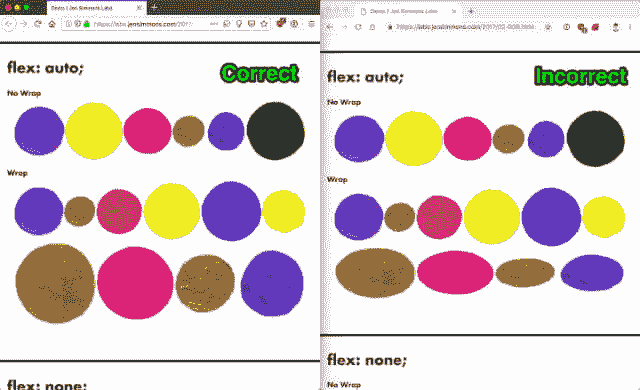 Demo | Jen Simmons Labs
https://labs.jensimmons.com/2017
flex: auto;
Correct
No Wrap
Wrap
flex: none;
Demo | Jen Simmons Labs
https://labs.jensimmons.com/2017/02-008.html
flex: auto;
Incorrect
No Wrap
Wrap
flex: none;
No Wrap